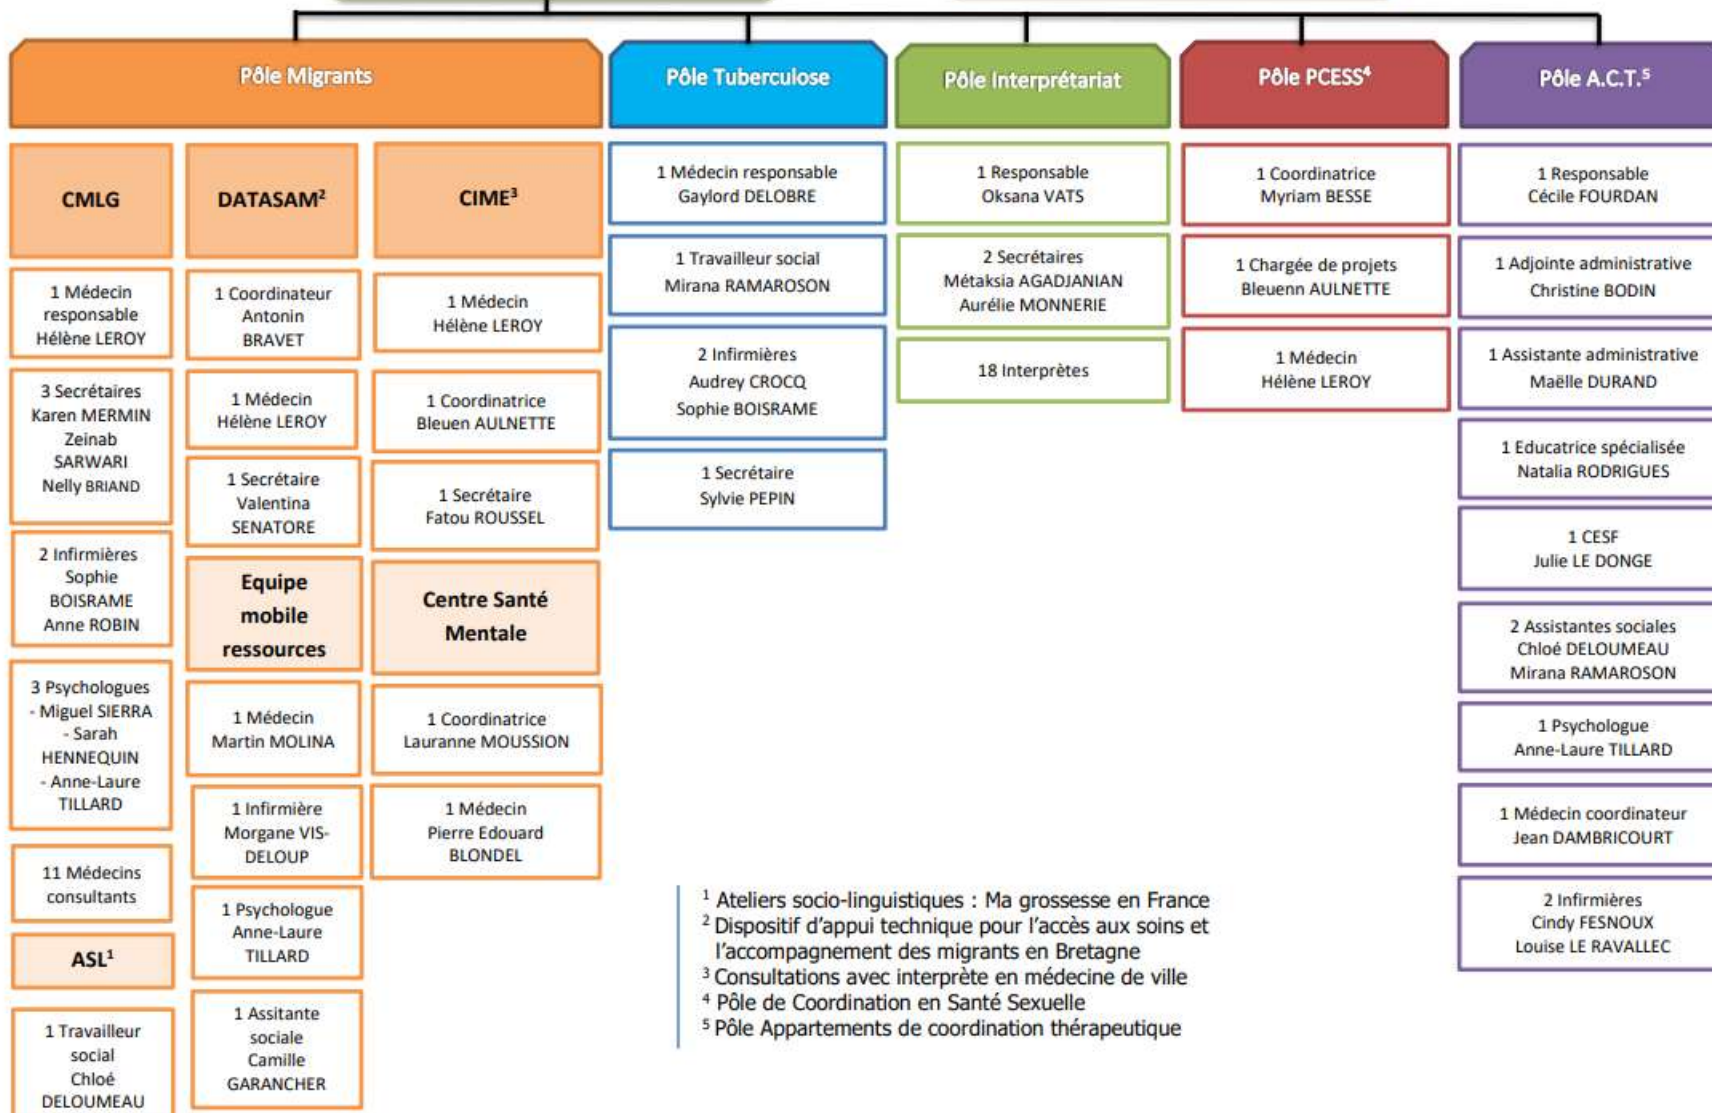 Pôle Migrants
CMLG
1 Médecin
responsable
Hélène LEROY
3 Secrétaires
Karen MERMIN
Zeinab
SARWARI
Nelly BRIAND
2 Infirmières
Sophie
BOISRAME
Anne ROBIN
3 Psychologues
- Miguel SIERRA
- Sarah
HENNEQUIN
- Anne-Laure
TILLARD
11 Médecins
consultants
ASL¹
1 Travailleur
social
Chloé
DELOUMEAU
DATASAM²
1 Coordinateur
Antonin
BRAVET
1 Médecin
Hélène LEROY
1 Secrétaire
Valentina
SENATORE
Equipe
mobile
ressources
1 Médecin
Martin MOLINA
1 Infirmière
Morgane VIS-
DELOUP
1 Psychologue
Anne-Laure
TILLARD
1 Assitante
sociale
Camille
GARANCHER
CIME³
1 Médecin
Hélène LEROY
1 Coordinatrice
Bleuen AULNETTE
1 Secrétaire
Fatou ROUSSEL
Centre Santé
Mentale
1 Coordinatrice
Lauranne MOUSSION
1 Médecin
Pierre Edouard
BLONDEL
Pôle Tuberculose
1 Médecin responsable
Gaylord DELOBRE
1 Travailleur social
Mirana RAMAROSON
2 Infirmières
Audrey CROCQ
Sophie BOISRAME
1 Secrétaire
Sylvie PEPIN
Pôle Interprétariat
1 Responsable
Oksana VATS
2 Secrétaires
Métaksia AGADJANIAN
Aurélie MONNERIE
18 Interprètes
Pôle PCESS⁴
1 Coordinatrice
Myriam BESSE
1 Chargée de projets
Bleuenn AULNETTE
1 Médecin
Hélène LEROY
Pôle A.C.T.⁵
1 Responsable
Cécile FOURDAN
1 Adjointe administrative
Christine BODIN
1 Assistante administrative
Maëlle DURAND
1 Educatrice spécialisée
Natalia RODRIGUES
1 CESF
Julie LE DONGE
2 Assistantes sociales
Chloé DELOUMEAU
Mirana RAMAROSON
1 Psychologue
Anne-Laure TILLARD
1 Médecin coordinateur
Jean DAMBRICOURT
2 Infirmières
Cindy FESNOUX
Louise LE RAVALLEC
¹ Ateliers socio-linguistiques : Ma grossesse en France
² Dispositif d'appui technique pour l'accès aux soins et
l'accompagnement des migrants en Bretagne
³ Consultations avec interprète en médecine de ville
⁴ Pôle de Coordination en Santé Sexuelle
⁵ Pôle Appartements de coordination thérapeutique